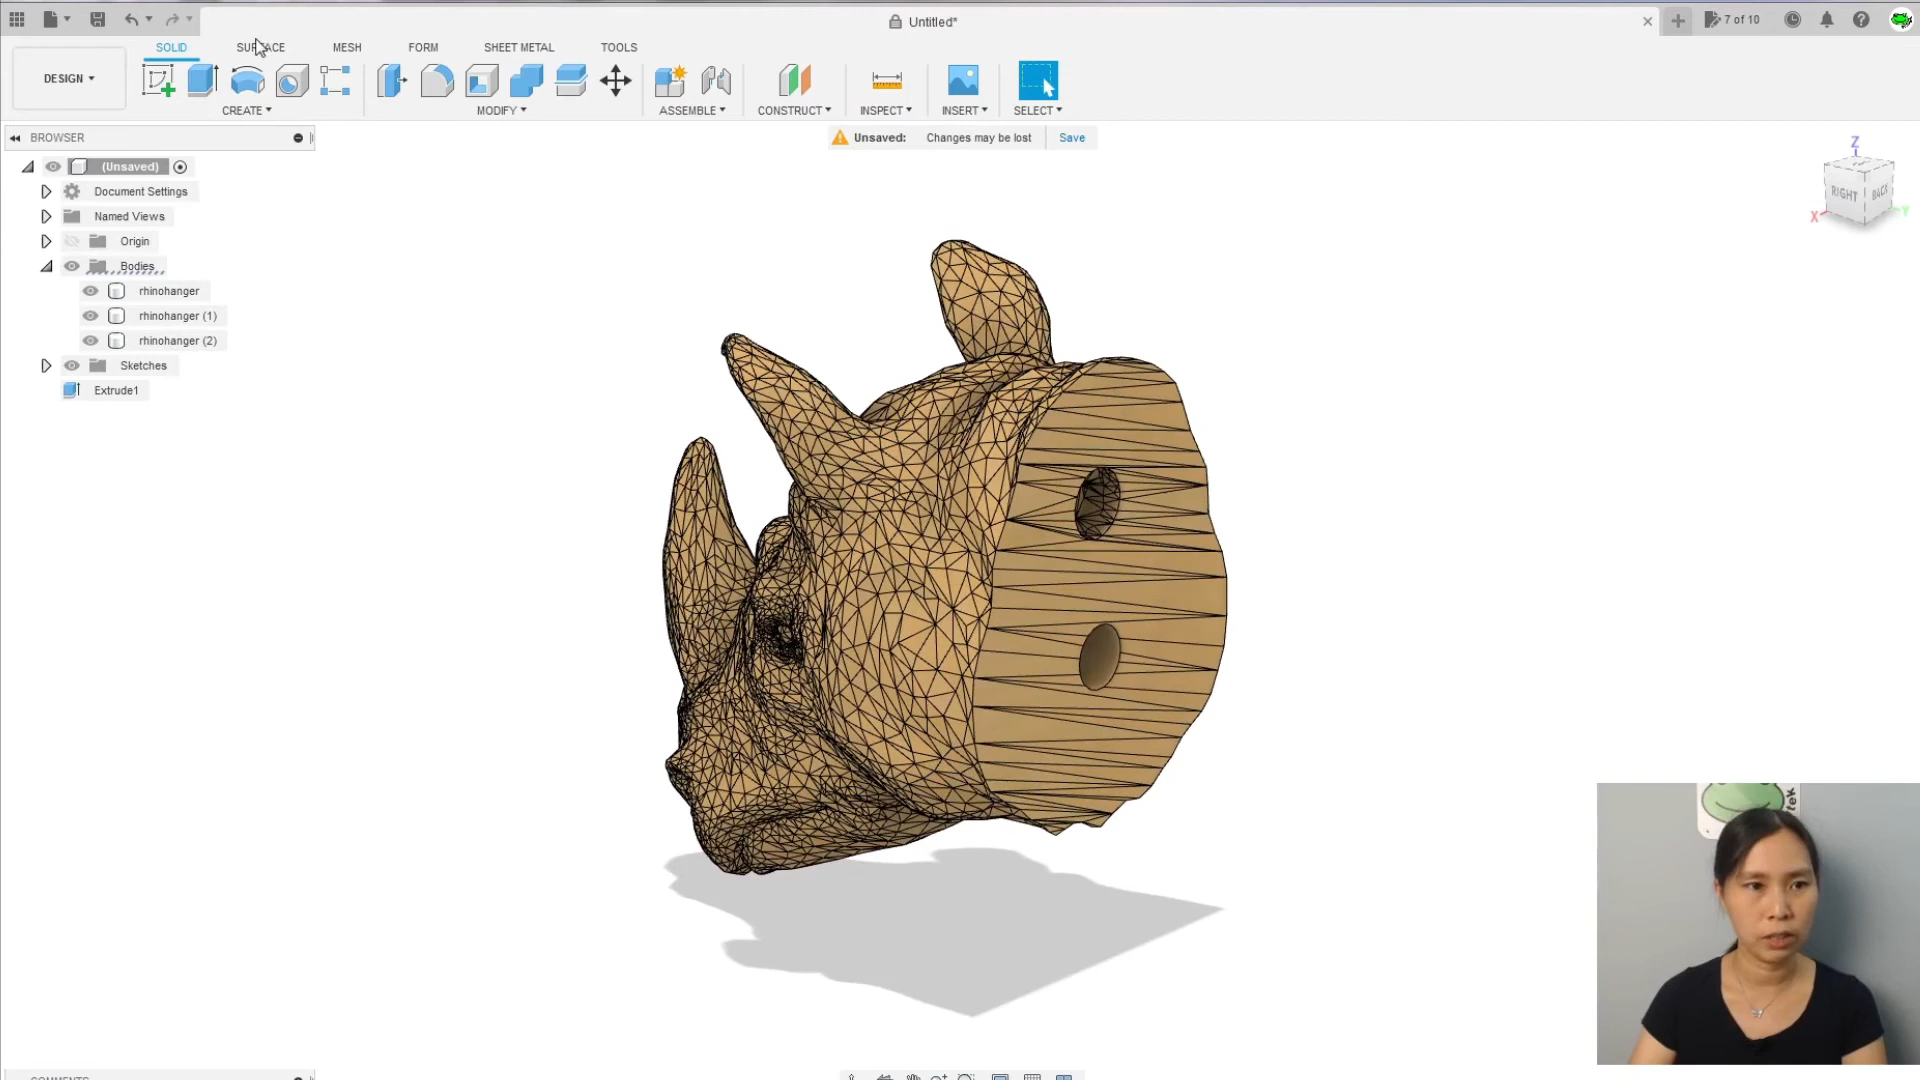 Untitled*
7 of 10
SOLID
SURFACE
MESH
FORM
SHEET METAL
TOOLS
DESIGN
CREATE
MODIFY
ASSEMBLE
CONSTRUCT
INSPECT
INSERT
SELECT
BROWSER
Unsaved: Changes may be lost Save
(Unsaved)
Document Settings
Named Views
Origin
Bodies
rhinohanger
rhinohanger (1)
rhinohanger (2)
Sketches
Extrude1
Z
RIGHT
BACK
X
Y
COMMENTS